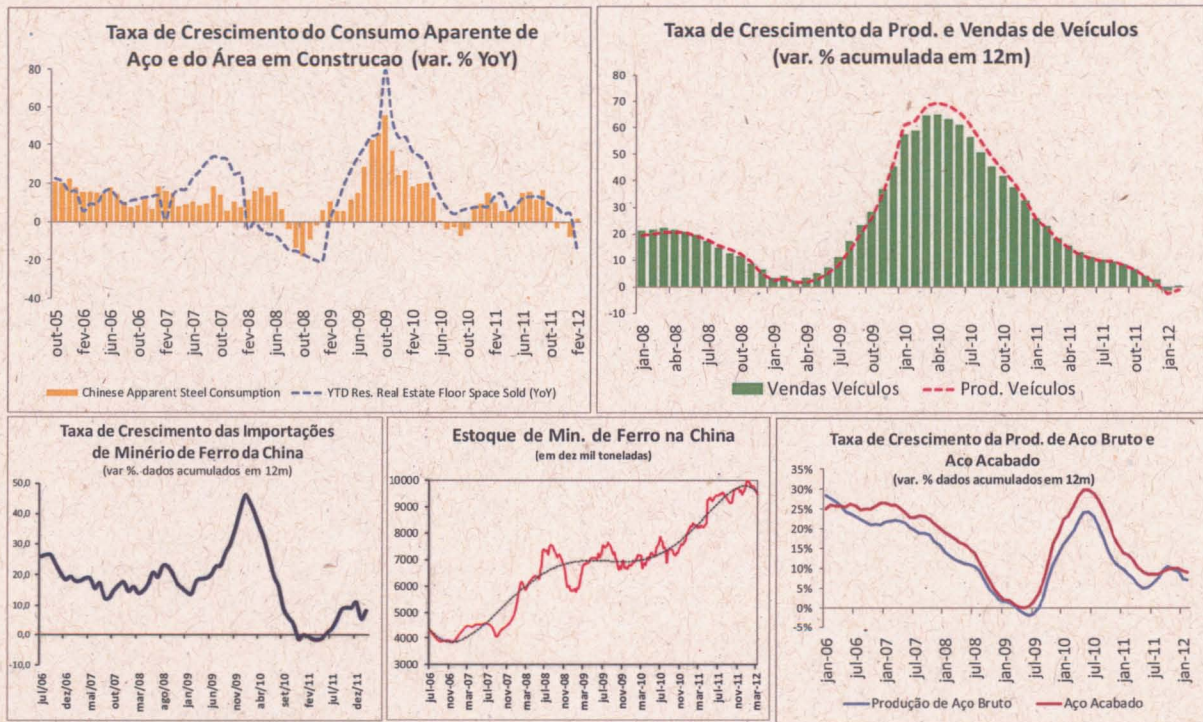 Taxa de Crescimento do Consumo Aparente de
Aço e do Área em Construcao (var. % YoY)
80
60
40
20
0
-20
-40
out-05
fev-06
jun-06
out-06
fev-07
jun-07
out-07
fev-08
jun-08
out-08
fev-09
jun-09
out-09
fev-10
jun-10
out-10
fev-11
jun-11
out-11
fev-12
Chinese Apparent Steel Consumption
YTD Res. Real Estate Floor Space Sold (YoY)
Taxa de Crescimento da Prod. e Vendas de Veículos
(var. % acumulada em 12m)
80
70
60
50
40
30
20
10
0
-10
jan-08
abr-08
jul-08
out-08
jan-09
abr-09
jul-09
out-09
jan-10
abr-10
jul-10
out-10
jan-11
abr-11
jul-11
out-11
jan-12
Vendas Veículos
Prod. Veículos
Taxa de Crescimento das Importações
de Minério de Ferro da China
(var %. dados acumulados em 12m)
50,0
40,0
30,0
20,0
10,0
0,0
-10,0
jul/06
dez/06
mai/07
out/07
mar/08
ago/08
jan/09
jun/09
nov/09
abr/10
set/10
fev/11
jul/11
dez/11
Estoque de Min. de Ferro na China
(em dez mil toneladas)
10000
9000
8000
7000
6000
5000
4000
3000
jul-06
nov-06
mar-07
jul-07
nov-07
mar-08
jul-08
nov-08
mar-09
jul-09
nov-09
mar-10
jul-10
nov-10
mar-11
jul-11
nov-11
mar-12
Taxa de Crescimento da Prod. de Aco Bruto e
Aco Acabado
(var. % dados acumulados em 12m)
35%
30%
25%
20%
15%
10%
5%
0%
-5%
jan-06
jul-06
jan-07
jul-07
jan-08
jul-08
jan-09
jul-09
jan-10
jul-10
jan-11
jul-11
jan-12
Produção de Aço Bruto
Aço Acabado